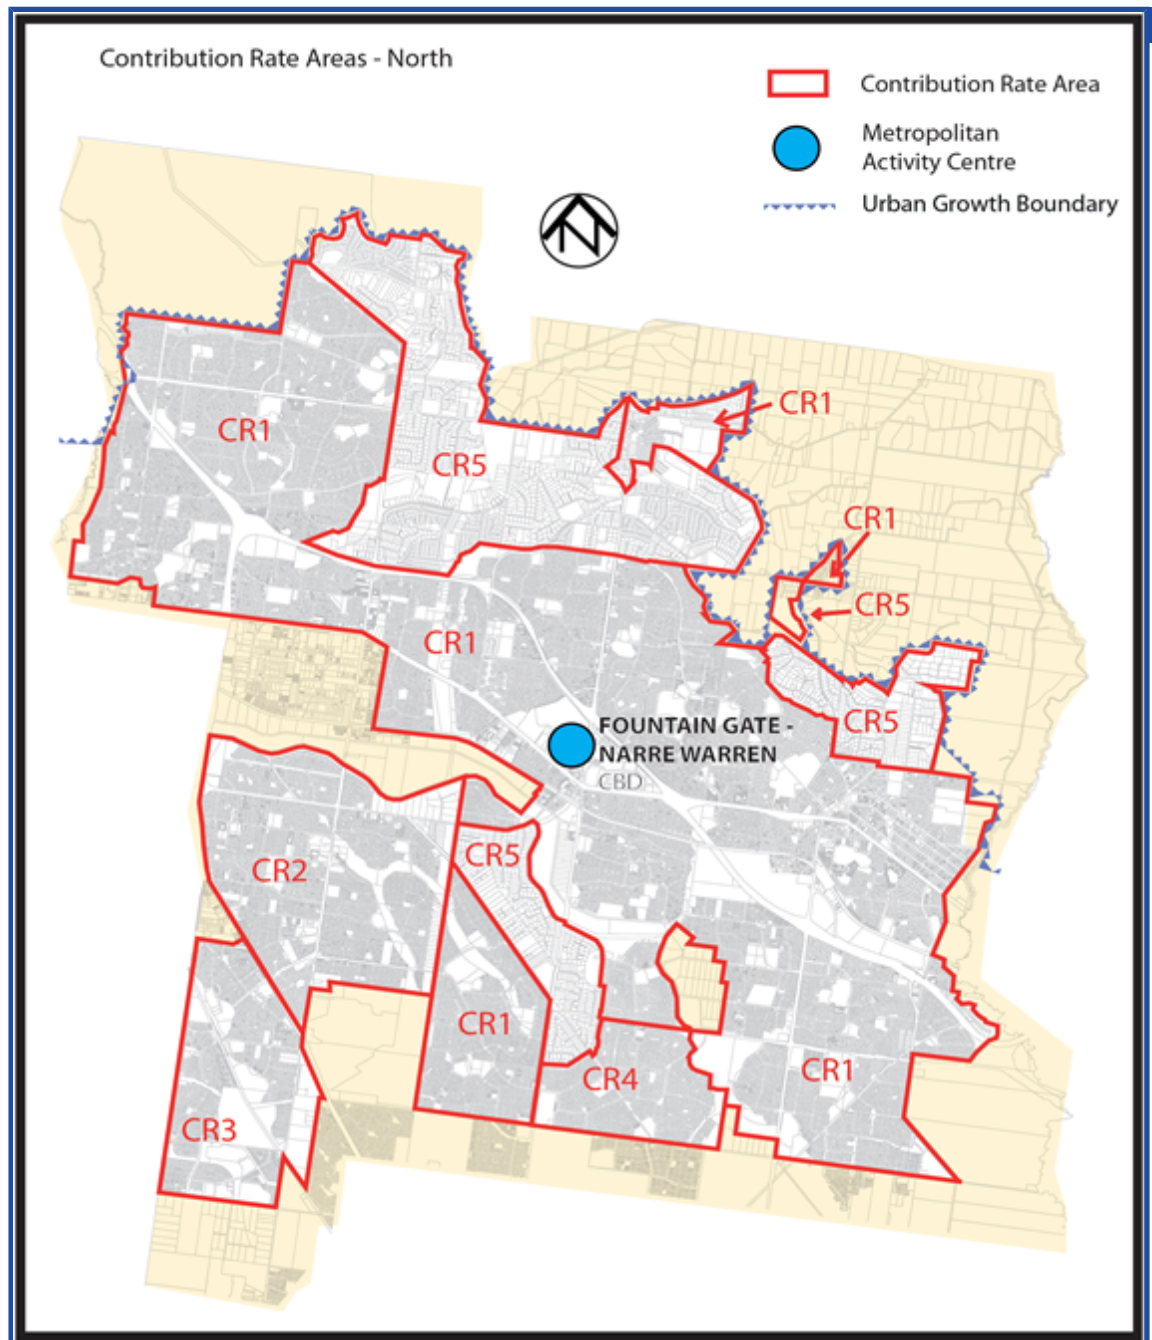 Contribution Rate Areas - North
Contribution Rate Area
Metropolitan
Activity Centre
Urban Growth Boundary
N
CR1
CR1
CR5
CR1
CR5
CR1
CR5
FOUNTAIN GATE -
NARRE WARREN
CBD
CR5
CR2
CR1
CR1
CR4
CR3